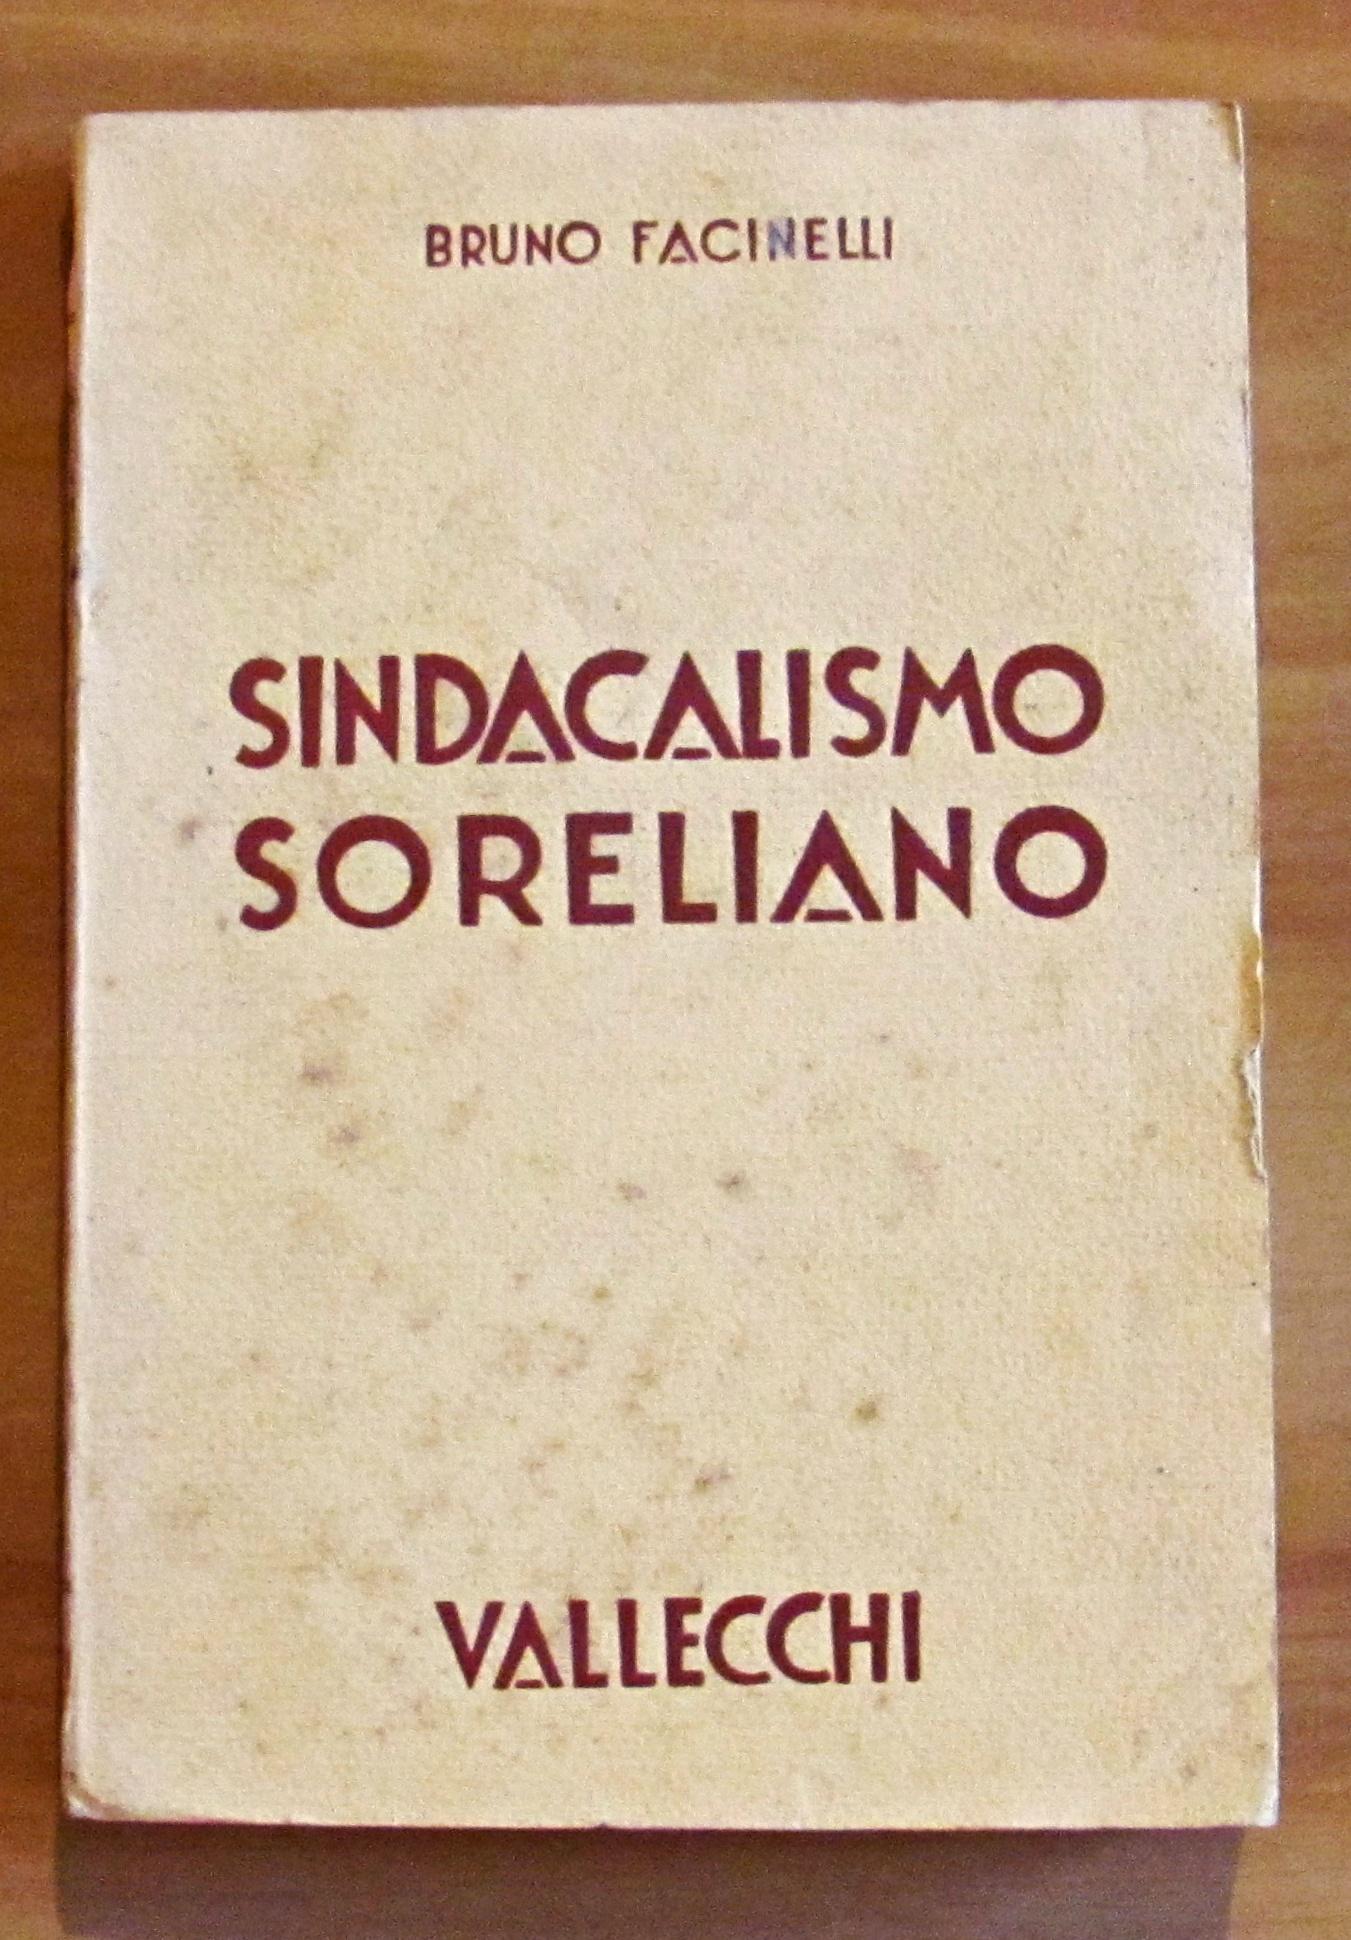 BRUNO FACINELLI
SINDACALISMO
SORELIANO
VALLECCHI